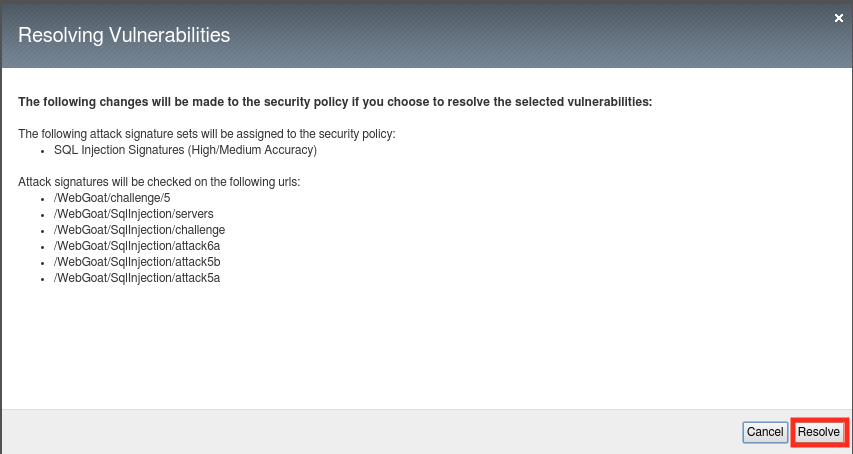 Resolving Vulnerabilities
The following changes will be made to the security policy if you choose to resolve the selected vulnerabilities:
The following attack signature sets will be assigned to the security policy:
• SQL Injection Signatures (High/Medium Accuracy)
Attack signatures will be checked on the following urls:
• /WebGoat/challenge/5
• /WebGoat/SqlInjection/servers
• /WebGoat/SqlInjection/challenge
• /WebGoat/SqlInjection/attack6a
• /WebGoat/SqlInjection/attack5b
• /WebGoat/SqlInjection/attack5a
Cancel Resolve